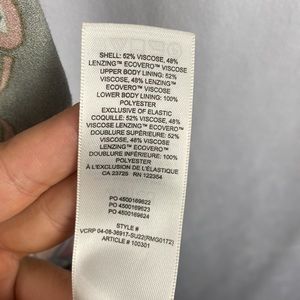 SHELL: 52% VISCOSE, 48%
LENZING™ ECOVERO™ VISCOSE
UPPER BODY LINING: 52%
VISCOSE, 48% LENZING™
ECOVERO™ VISCOSE
LOWER BODY LINING: 100%
POLYESTER
EXCLUSIVE OF ELASTIC
COQUILLE: 52% VISCOSE, 48%
VISCOSE LENZING™ ECOVERO™
DOUBLURE SUPÉRIEURE: 52%
VISCOSE, 48% VISCOSE
LENZING™ ECOVERO™
DOUBLURE INFÉRIEURE: 100%
POLYESTER
À L'EXCLUSION DE L'ÉLASTIQUE
CA 23725 RN 122354
PO 4500169622
PO 4500169623
PO 4500169624
STYLE #
VCRP 04-08-36917-SU22(RMG0172)
ARTICLE # 100301